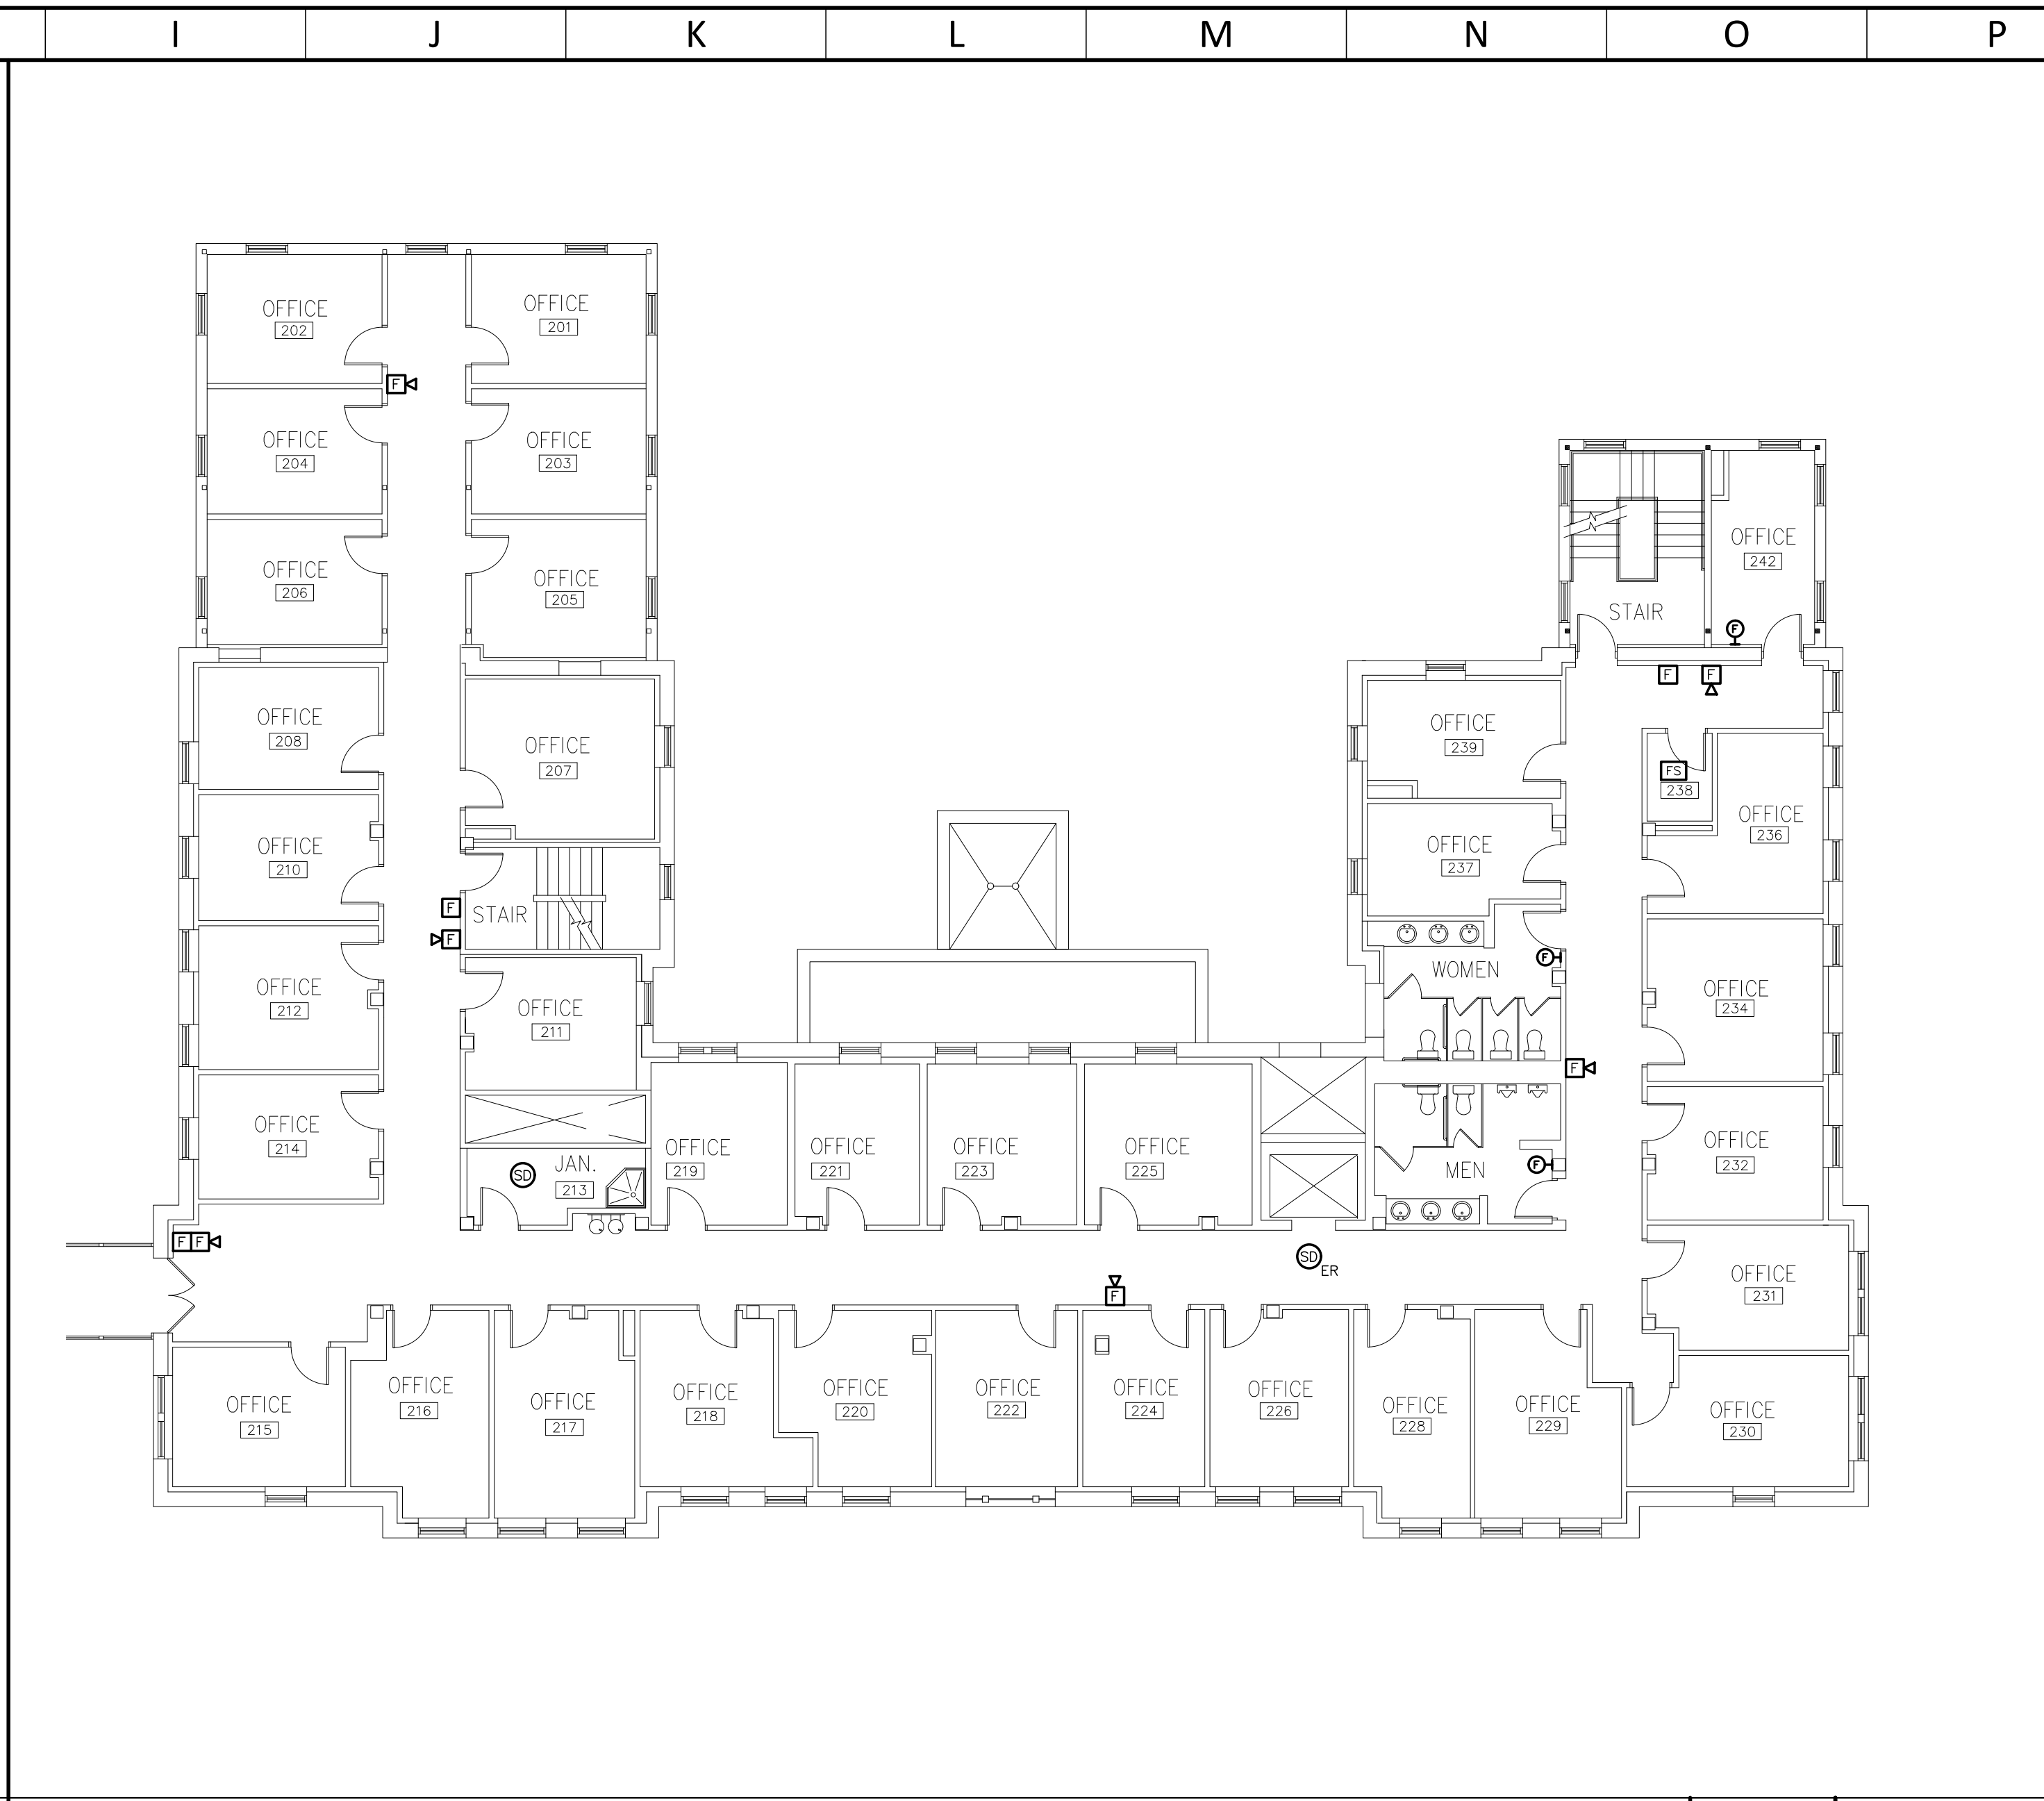 I J K L M N O P
OFFICE
202
OFFICE
201
F
OFFICE
204
OFFICE
203
OFFICE
206
OFFICE
205
OFFICE
242
STAIR
F
F
F
OFFICE
208
OFFICE
207
OFFICE
239
FS
238
OFFICE
236
OFFICE
210
OFFICE
237
F
STAIR
F
OFFICE
212
OFFICE
211
WOMEN
F
OFFICE
234
F
OFFICE
214
SD
JAN.
213
OFFICE
219
OFFICE
221
OFFICE
223
OFFICE
225
MEN
F
OFFICE
232
F F
SD
ER
F
OFFICE
231
OFFICE
215
OFFICE
216
OFFICE
217
OFFICE
218
OFFICE
220
OFFICE
222
OFFICE
224
OFFICE
226
OFFICE
228
OFFICE
229
OFFICE
230